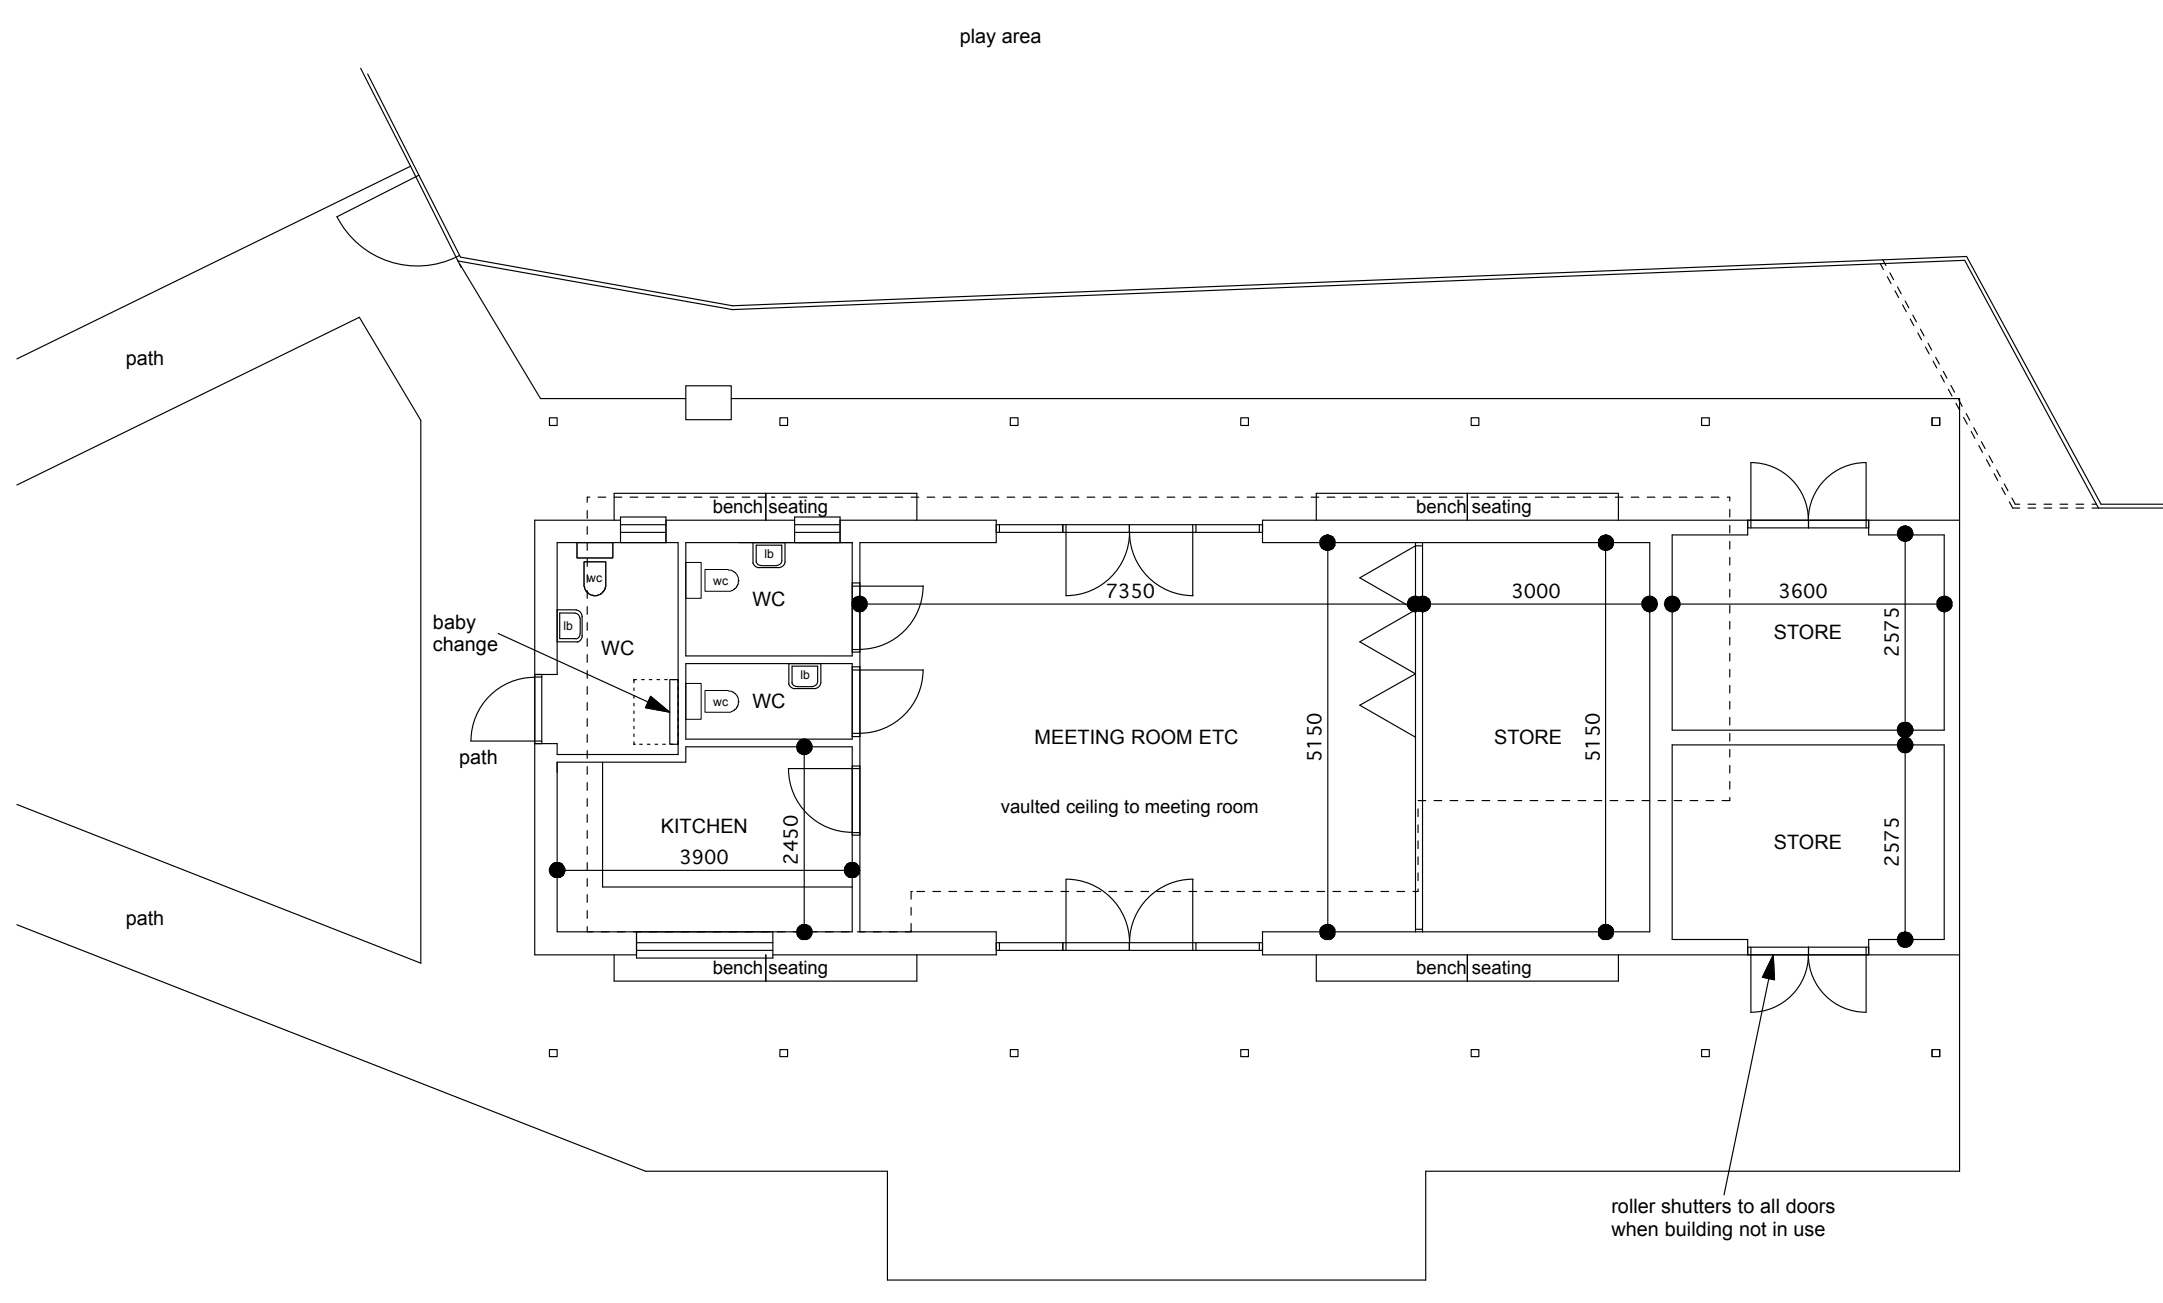 play area
path
bench seating
bench seating
lb
wc
wc
WC
7350
3000
3600
baby
change
lb
WC
STORE
2575
lb
wc
WC
path
MEETING ROOM ETC
5150
STORE
5150
vaulted ceiling to meeting room
KITCHEN
2450
3900
STORE
2575
path
bench seating
bench seating
roller shutters to all doors
when building not in use